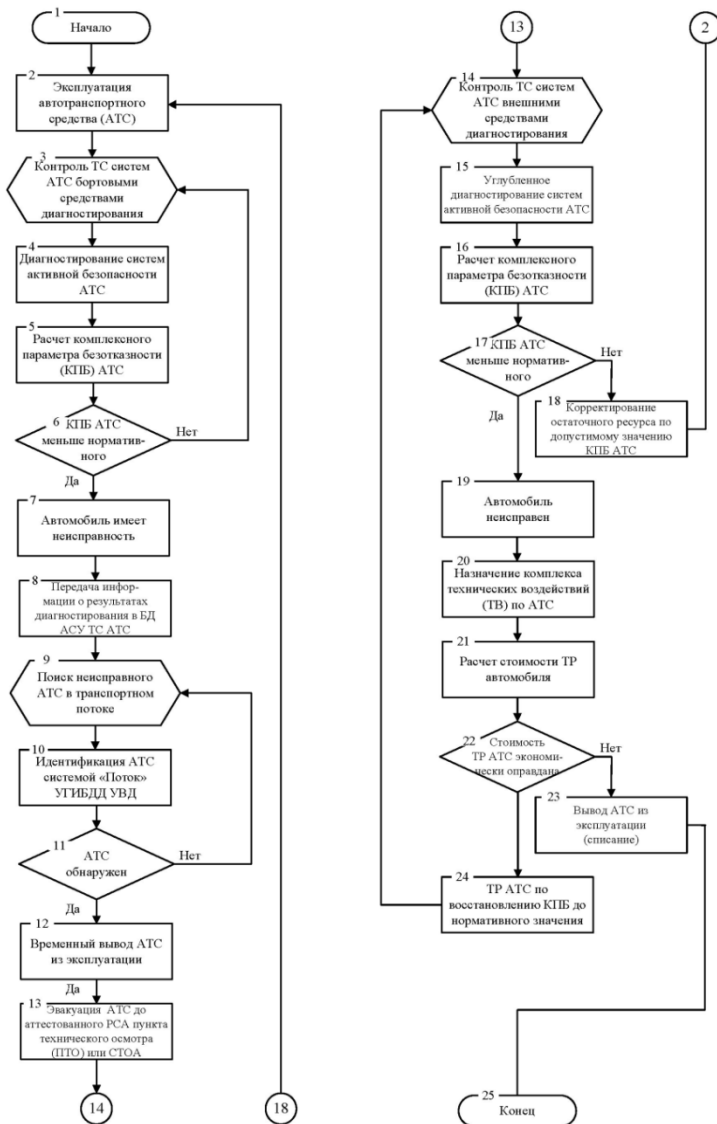 1
Начало
2
Эксплуатация
автотранспортного
средства (АТС)
3
Контроль ТС систем
АТС бортовыми
средствами
диагностирования
4
Диагностирование систем
активной безопасности
АТС
5
Расчет комплексного
параметра безотказности
(КПБ) АТС
6
КПБ АТС
меньше норматив-
ного
Нет
Да
7
Автомобиль имеет
неисправность
8
Передача инфор-
мации о результатах
диагностирования в БД
АСУ ТС АТС
9
Поиск неисправного
АТС в транспортном
потоке
10
Идентификация АТС
системой «Поток»
УГИБДД УВД
11
АТС
обнаружен
Нет
Да
12
Временный вывод АТС
из эксплуатации
Да
13
Эвакуация АТС до
аттестованного РСА пункта
технического осмотра
(ПТО) или СТОА
14
18
13
2
14
Контроль ТС систем
АТС внешними
средствами
диагностирования
15
Углубленное
диагностирование систем
активной безопасности АТС
16
Расчет комплексного
параметра безотказности
(КПБ) АТС
17
КПБ АТС
меньше норматив-
ного
Нет
Да
18
Корректирование
остаточного ресурса по
допустимому значению
КПБ АТС
19
Автомобиль
неисправен
20
Назначение комплекса
технических воздействий
(ТВ) по АТС
21
Расчет стоимости ТР
автомобиля
22
Стоимость
ТР АТС экономи-
чески оправдана
Нет
23
Вывод АТС из
эксплуатации
(списание)
24
ТР АТС по
восстановлению КПБ до
нормативного значения
25
Конец